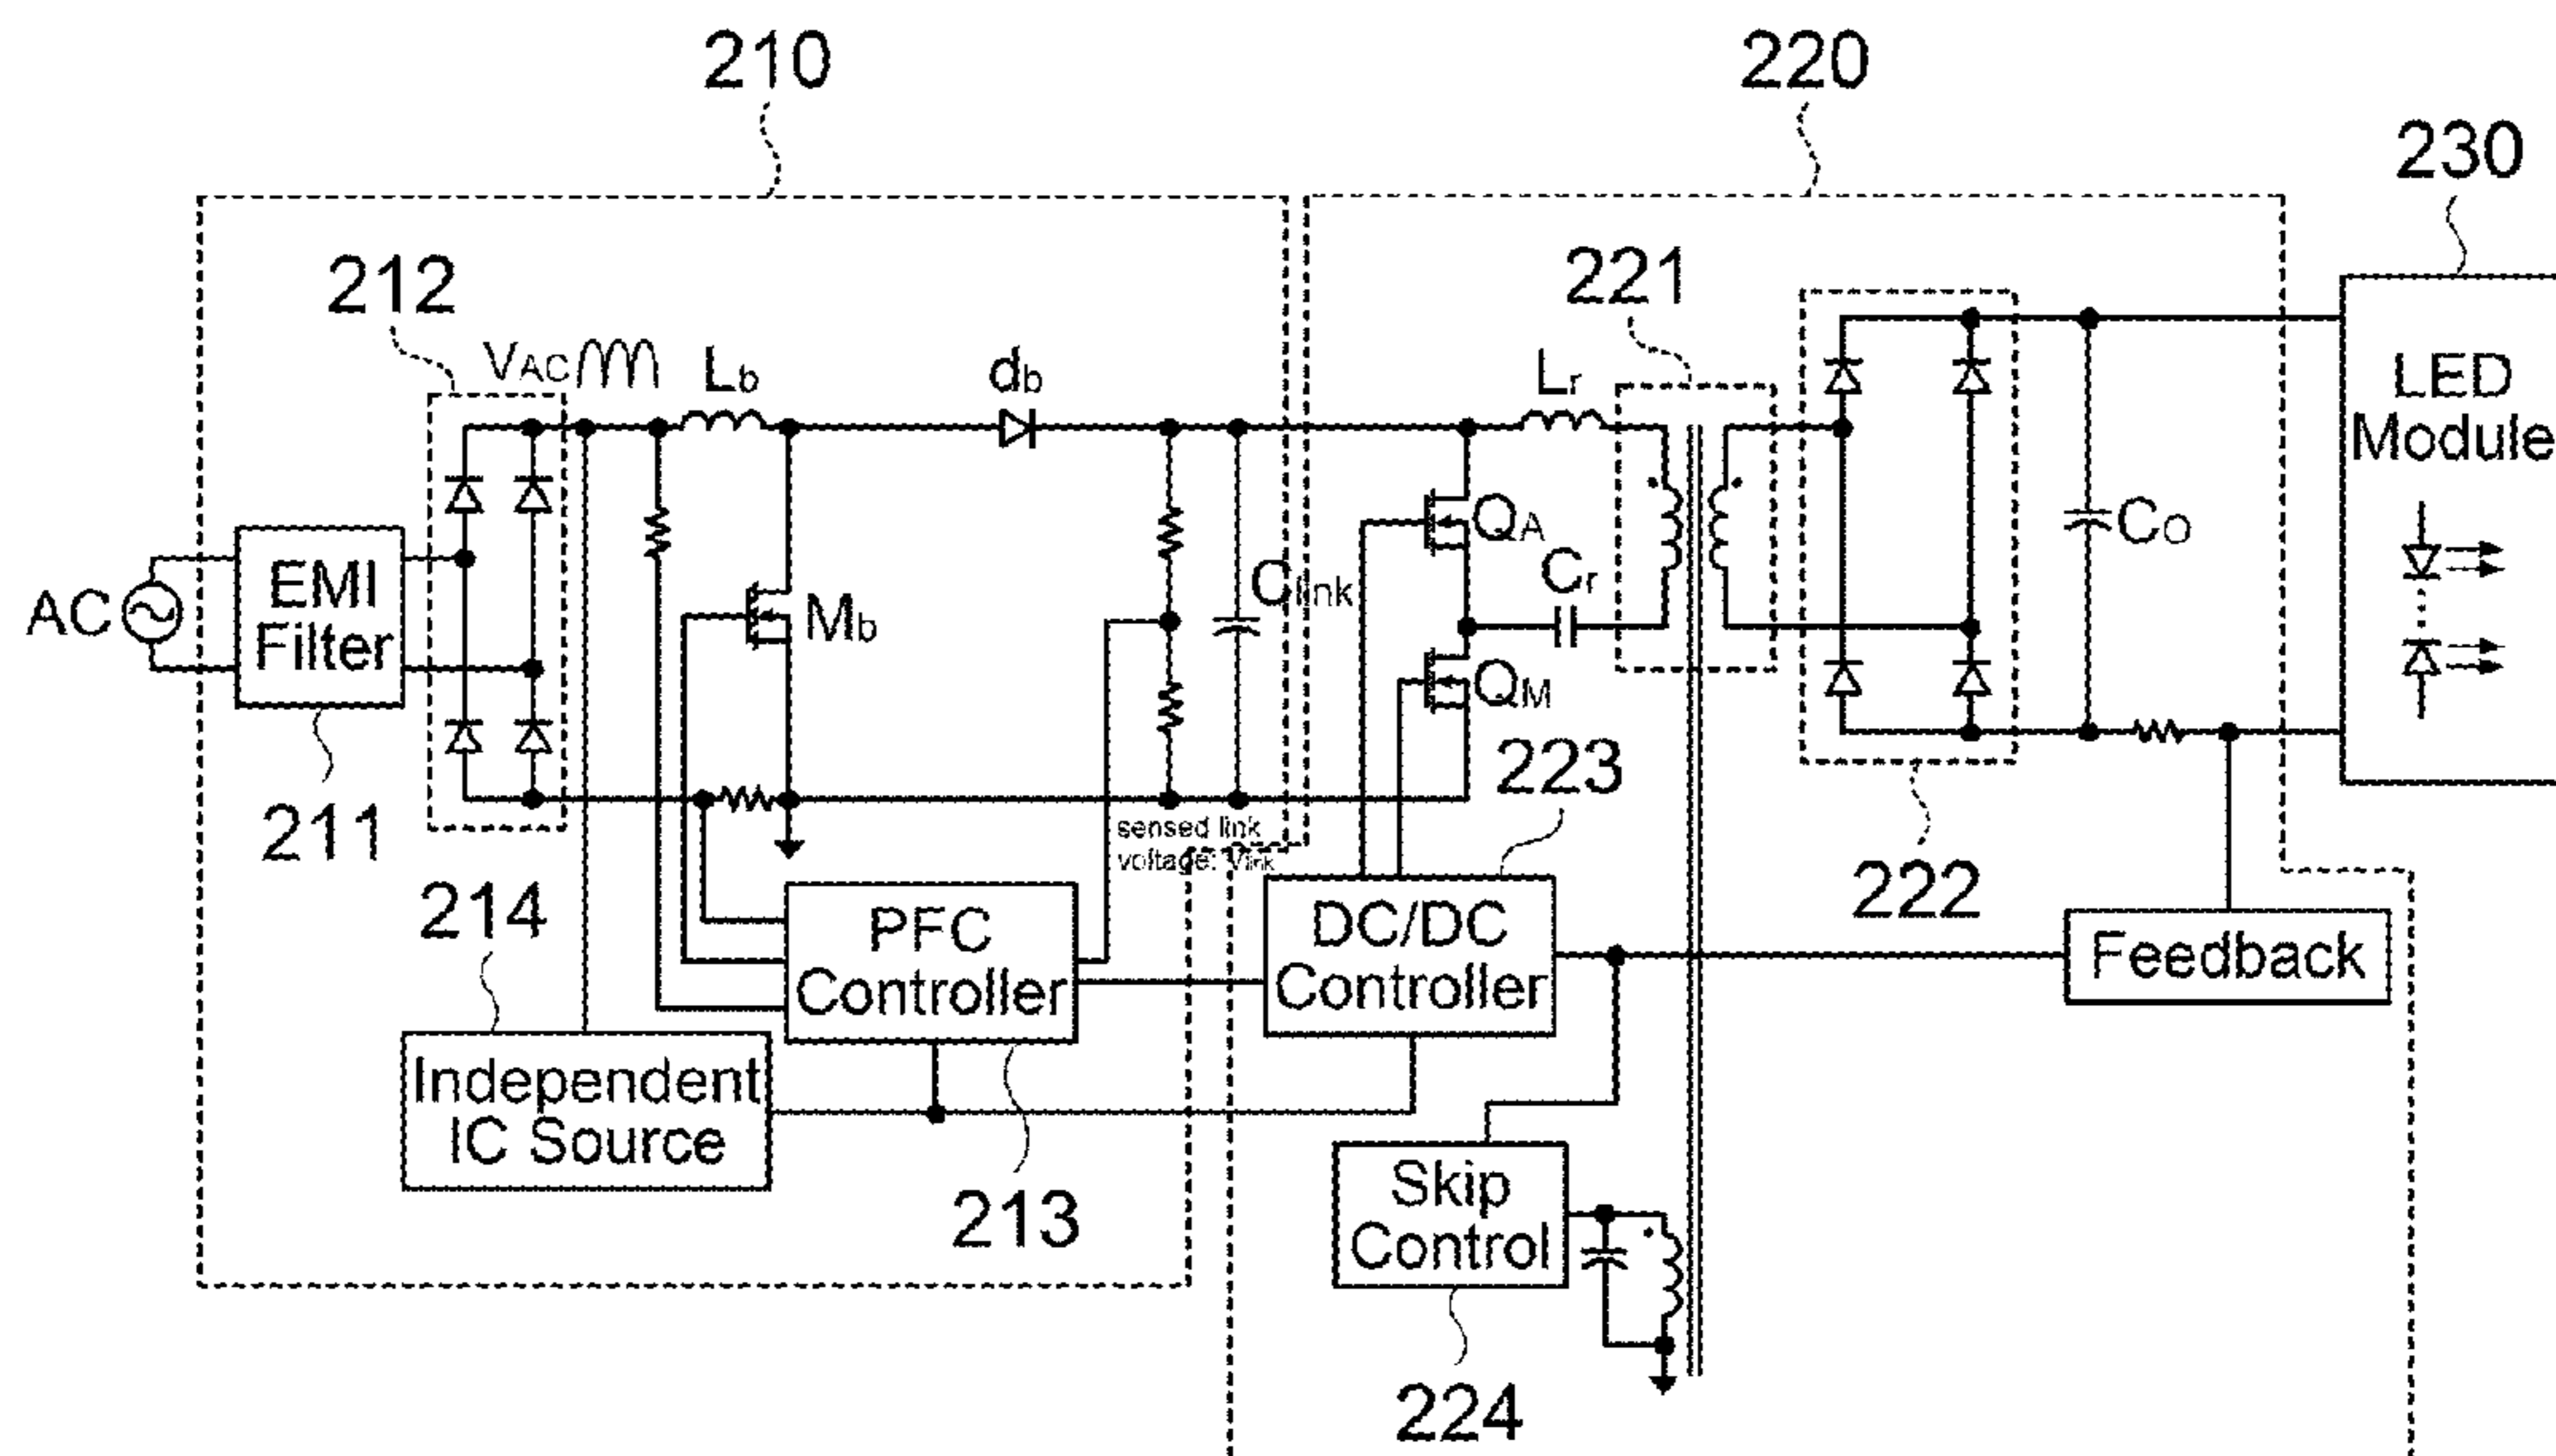 210
220
230
212
221
VAC
Lb
db
Lr
LED
Module
AC
EMI
Filter
Mb
Clink
QA
Cr
QM
CO
211
223
222
sensed link
voltage: Vlink
214
PFC
Controller
DC/DC
Controller
Feedback
Independent
IC Source
213
Skip
Control
224